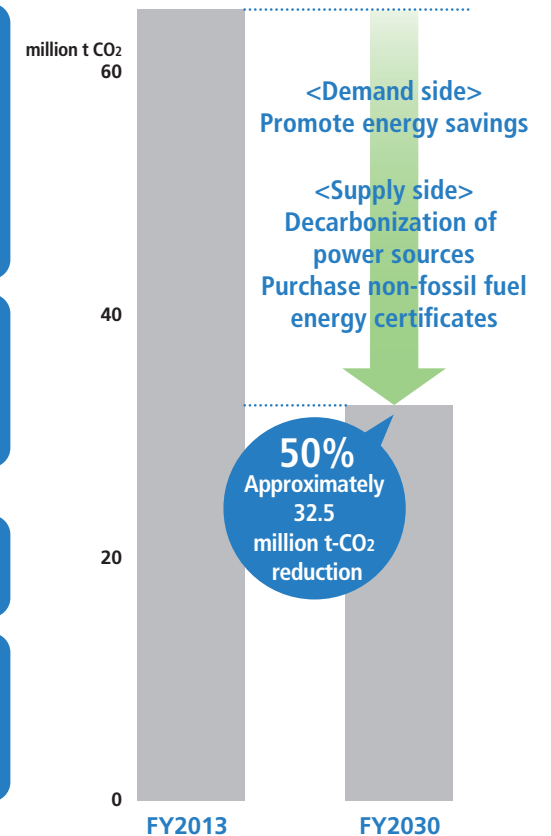 million t CO2
60
<Demand side>
Promote energy savings
<Supply side>
Decarbonization of
power sources
Purchase non-fossil fuel
energy certificates
40
50%
Approximately
32.5
million t-CO2
reduction
20
0
FY2013
FY2030